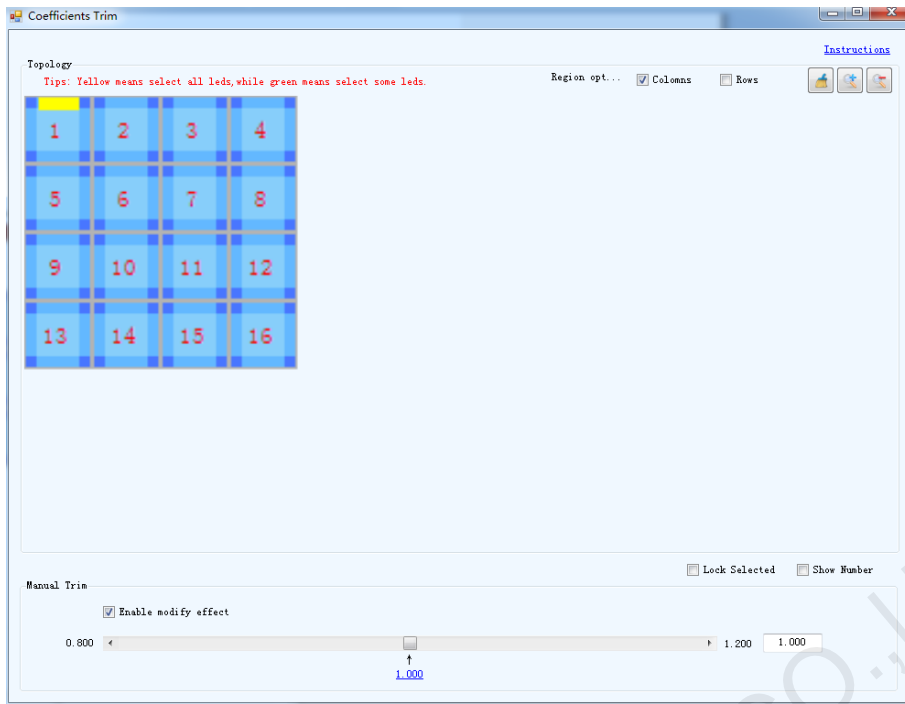 Coefficients Trim
Instructions
Topology
Tips: Yellow means select all leds,while green means select some leds.
Region opt... Colomns Rows
1 2 3 4
5 6 7 8
9 10 11 12
13 14 15 16
Lock Selected Show Number
Manual Trim
Enable modify effect
0.800 1.200 1.000
1.000
CO.,